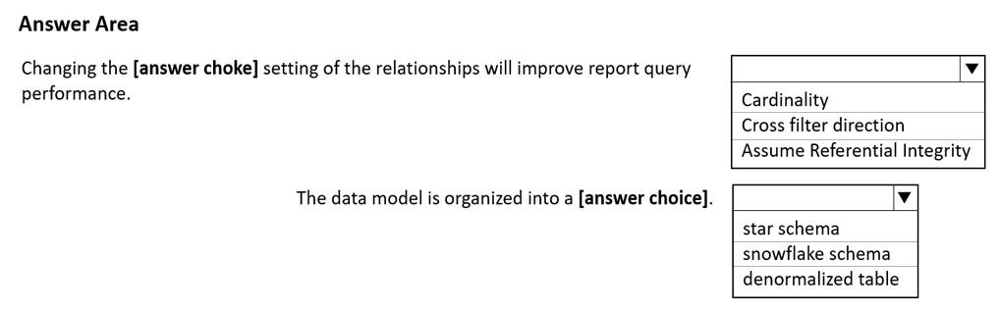 Answer Area
Changing the [answer choke] setting of the relationships will improve report query
performance.
Cardinality
Cross filter direction
Assume Referential Integrity
The data model is organized into a [answer choice].
star schema
snowflake schema
denormalized table